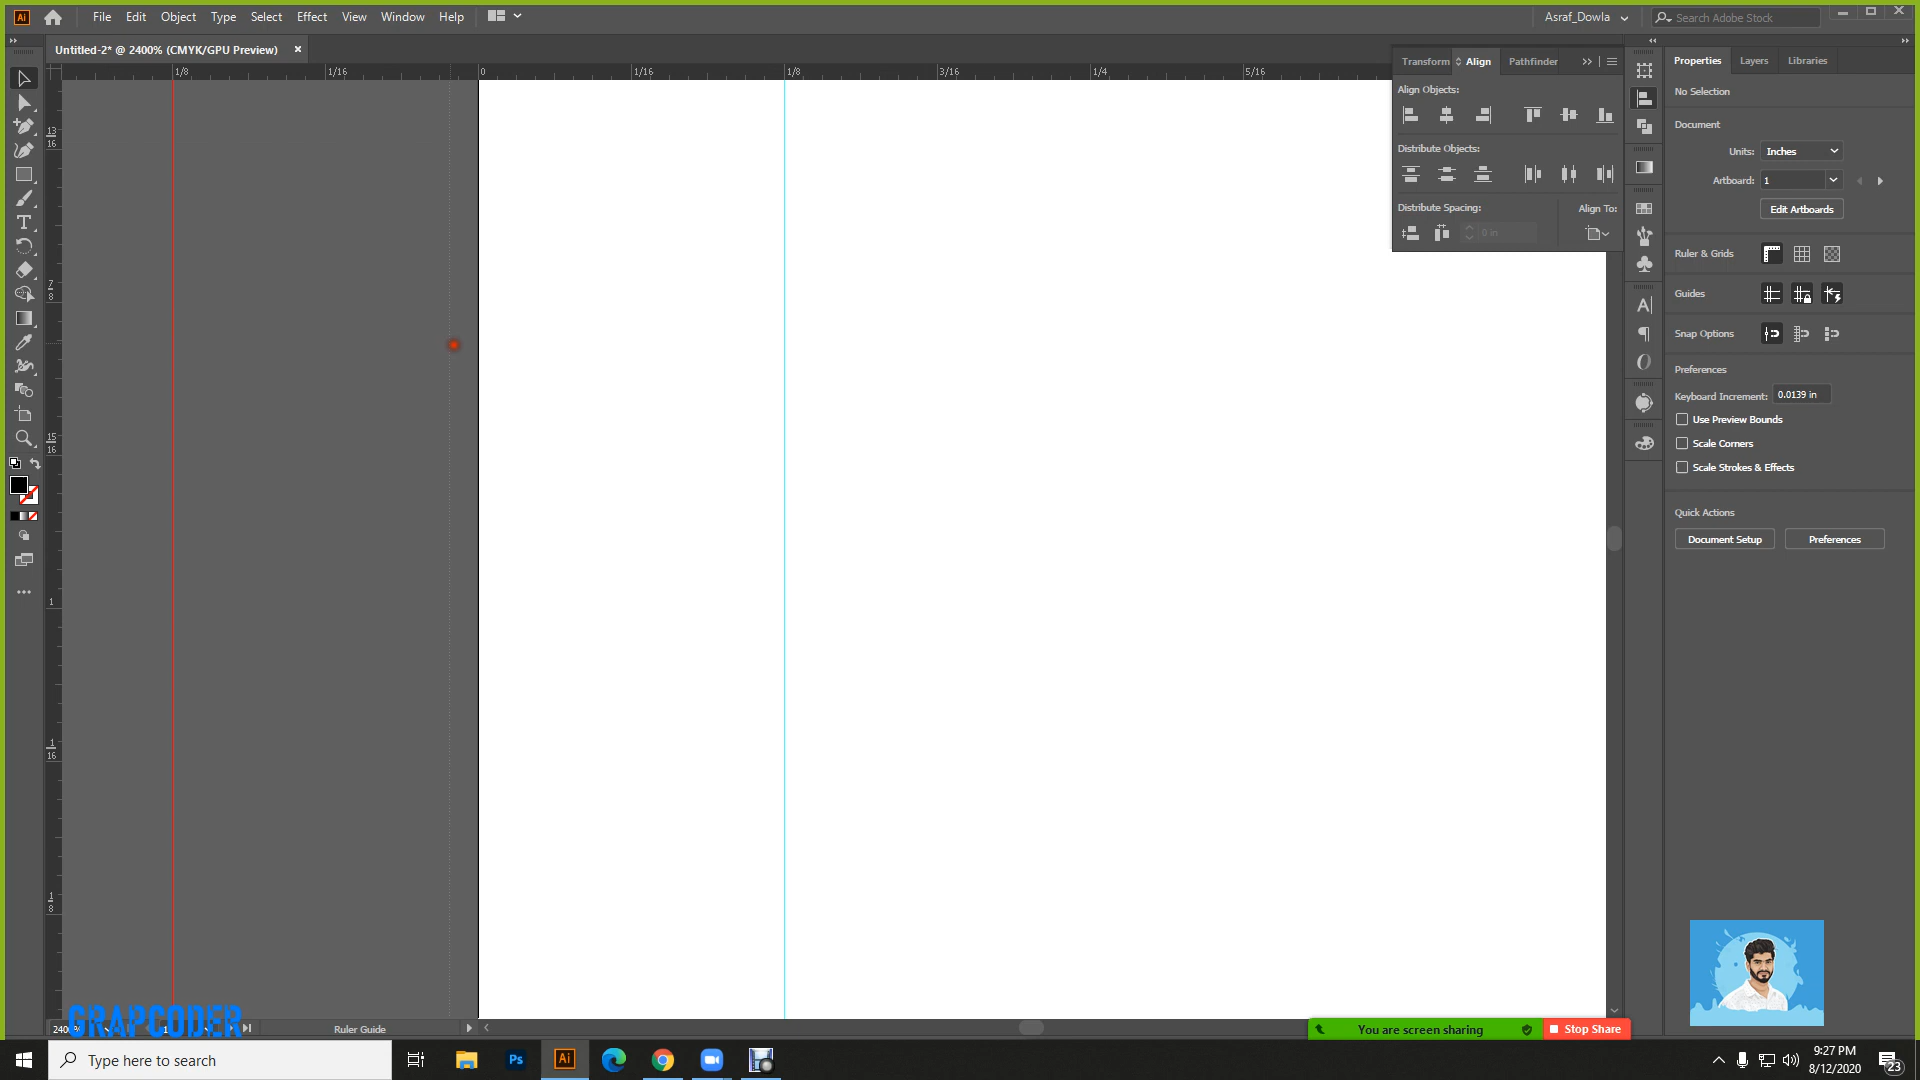 Ai File Edit Object Type Select Effect View Window Help Asraf_Dowla Search Adobe Stock
Untitled-2* @ 2400% (CMYK/GPU Preview) ×
1/8 1/16 0 1/16 1/8 3/16 1/4 5/16
Transform Align Pathfinder
Align Objects:
Distribute Objects:
Distribute Spacing: Align To:
0 in
Properties Layers Libraries
No Selection
Document
Units: Inches
Artboard: 1
Edit Artboards
Ruler & Grids
Guides
Snap Options
Preferences
Keyboard Increment: 0.0139 in
Use Preview Bounds
Scale Corners
Scale Strokes & Effects
Quick Actions
Document Setup Preferences
13
16
7
8
15
16
1
1
16
1
8
GRAPCODER
Ruler Guide
You are screen sharing Stop Share
Type here to search
Ps Ai
9:27 PM
8/12/2020
23